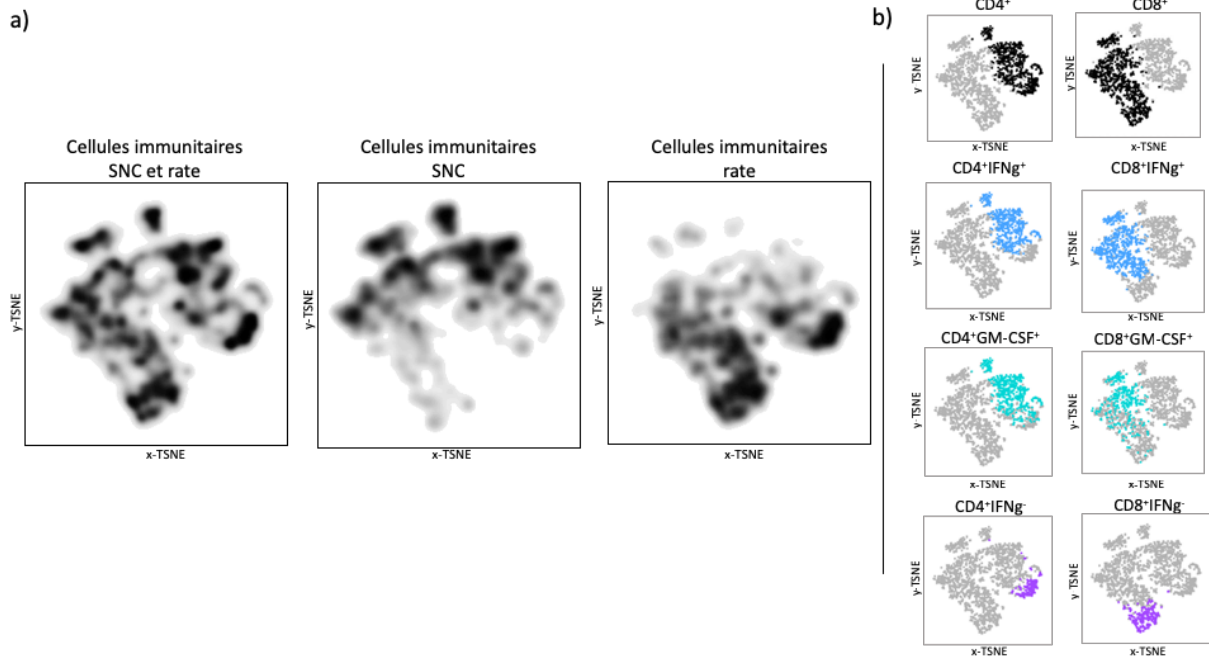 a)
Cellules immunitaires
SNC et rate
y-TSNE
x-TSNE
Cellules immunitaires
SNC
y-TSNE
x-TSNE
Cellules immunitaires
rate
y-TSNE
x-TSNE
b)
CD4⁺
y-TSNE
x-TSNE
CD8⁺
y-TSNE
x-TSNE
CD4⁺IFNg⁺
y-TSNE
x-TSNE
CD8⁺IFNg⁺
y-TSNE
x-TSNE
CD4⁺GM-CSF⁺
y-TSNE
x-TSNE
CD8⁺GM-CSF⁺
y-TSNE
x-TSNE
CD4⁺IFNg⁻
y-TSNE
x-TSNE
CD8⁺IFNg⁻
y-TSNE
x-TSNE